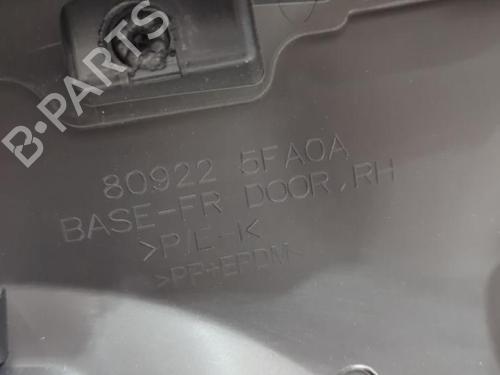 B-PARTS
80922 5FA0A
BASE-FR DOOR, RH
>P/E-I<
>PP+EPDM<